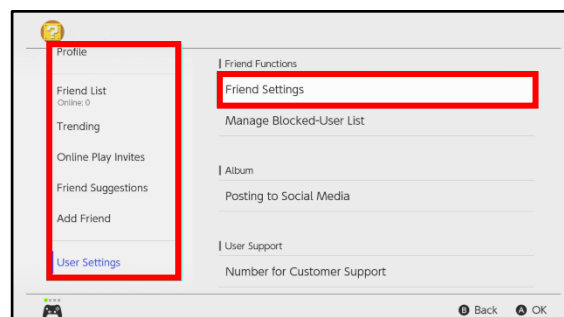 Profile
Friend List
Online: 0
Trending
Online Play Invites
Friend Suggestions
Add Friend
User Settings
Friend Functions
Friend Settings
Manage Blocked-User List
Album
Posting to Social Media
User Support
Number for Customer Support
B Back A OK